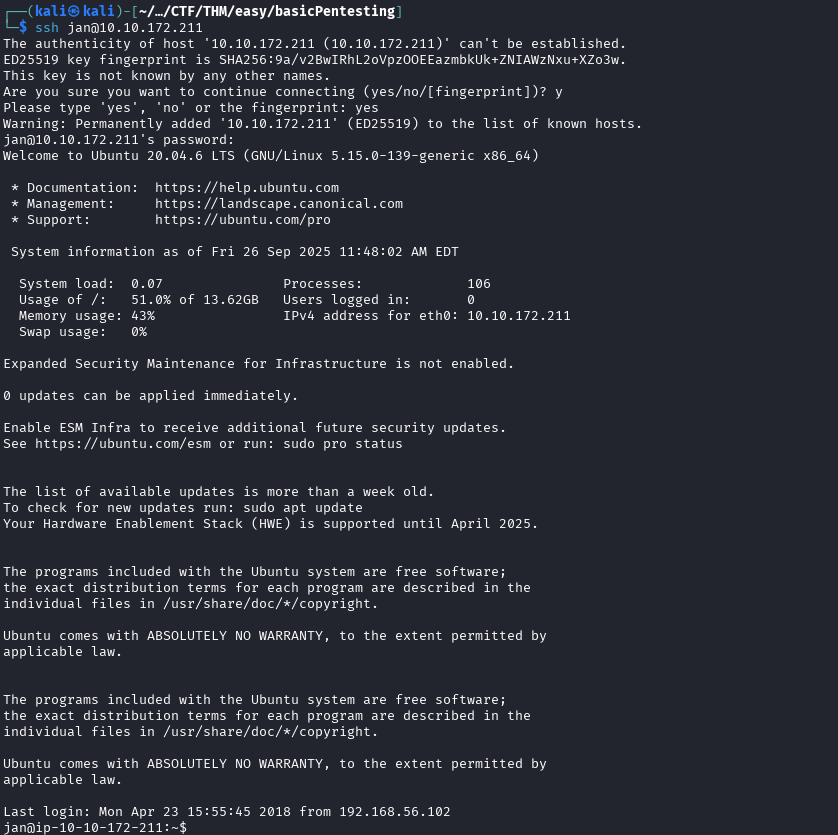 ┌──(kali㉿kali)-[~/…/CTF/THM/easy/basicPentesting]
└─$ ssh jan@10.10.172.211
The authenticity of host '10.10.172.211 (10.10.172.211)' can't be established.
ED25519 key fingerprint is SHA256:9a/v2BwIRhL2oVpzOOEEazmbkUk+ZNIAWzNxu+XZo3w.
This key is not known by any other names.
Are you sure you want to continue connecting (yes/no/[fingerprint])? y
Please type 'yes', 'no' or the fingerprint: yes
Warning: Permanently added '10.10.172.211' (ED25519) to the list of known hosts.
jan@10.10.172.211's password:
Welcome to Ubuntu 20.04.6 LTS (GNU/Linux 5.15.0-139-generic x86_64)

 * Documentation:  https://help.ubuntu.com
 * Management:     https://landscape.canonical.com
 * Support:        https://ubuntu.com/pro

 System information as of Fri 26 Sep 2025 11:48:02 AM EDT

  System load:  0.07               Processes:             106
  Usage of /:   51.0% of 13.62GB   Users logged in:       0
  Memory usage: 43%                IPv4 address for eth0: 10.10.172.211
  Swap usage:   0%

Expanded Security Maintenance for Infrastructure is not enabled.

0 updates can be applied immediately.

Enable ESM Infra to receive additional future security updates.
See https://ubuntu.com/esm or run: sudo pro status


The list of available updates is more than a week old.
To check for new updates run: sudo apt update
Your Hardware Enablement Stack (HWE) is supported until April 2025.


The programs included with the Ubuntu system are free software;
the exact distribution terms for each program are described in the
individual files in /usr/share/doc/*/copyright.

Ubuntu comes with ABSOLUTELY NO WARRANTY, to the extent permitted by
applicable law.


The programs included with the Ubuntu system are free software;
the exact distribution terms for each program are described in the
individual files in /usr/share/doc/*/copyright.

Ubuntu comes with ABSOLUTELY NO WARRANTY, to the extent permitted by
applicable law.

Last login: Mon Apr 23 15:55:45 2018 from 192.168.56.102
jan@ip-10-10-172-211:~$